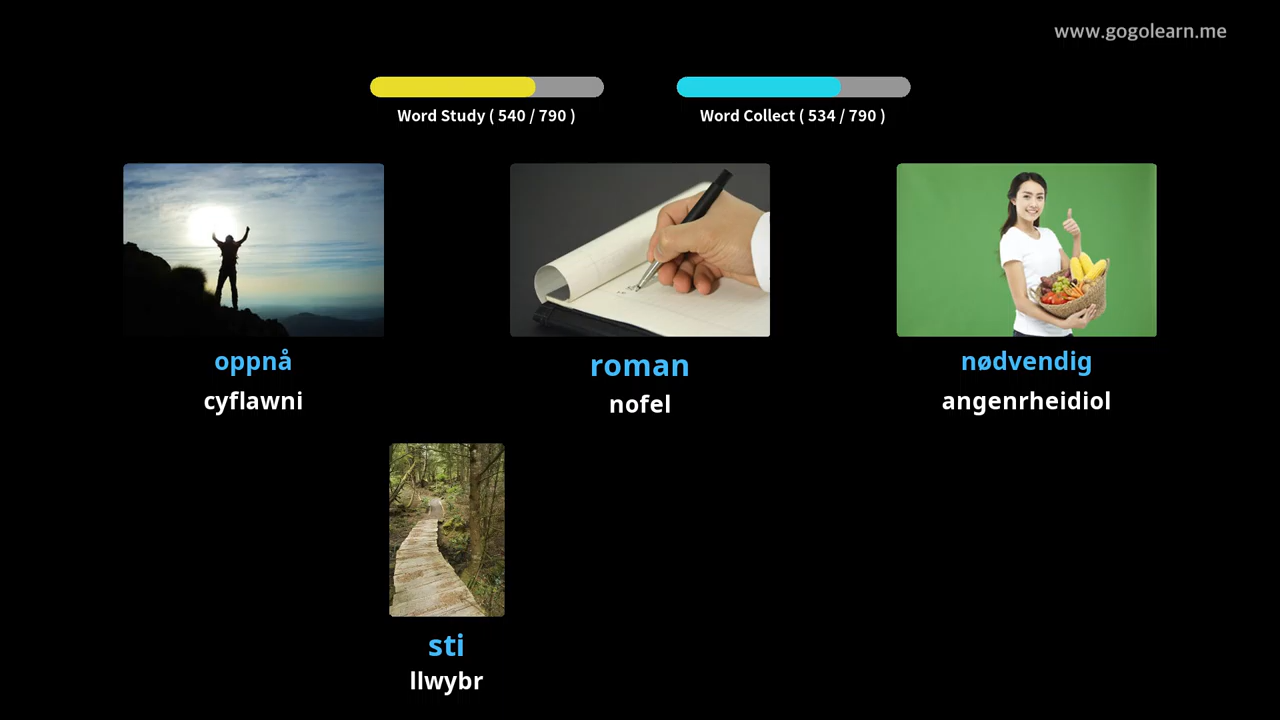 www.gogolearn.me
Word Study ( 540 / 790 )
Word Collect ( 534 / 790 )
oppnå
cyflawni
roman
nofel
nødvendig
angenrheidiol
sti
llwybr